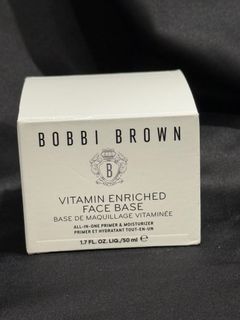 BOBBI BROWN
B
VITAMIN ENRICHED
FACE BASE
BASE DE MAQUILLAGE VITAMINÉE
ALL-IN-ONE PRIMER & MOISTURIZER
PRIMER ET HYDRATANT TOUT-EN-UN
1.7 FL. OZ. LIQ./50 ml ℮